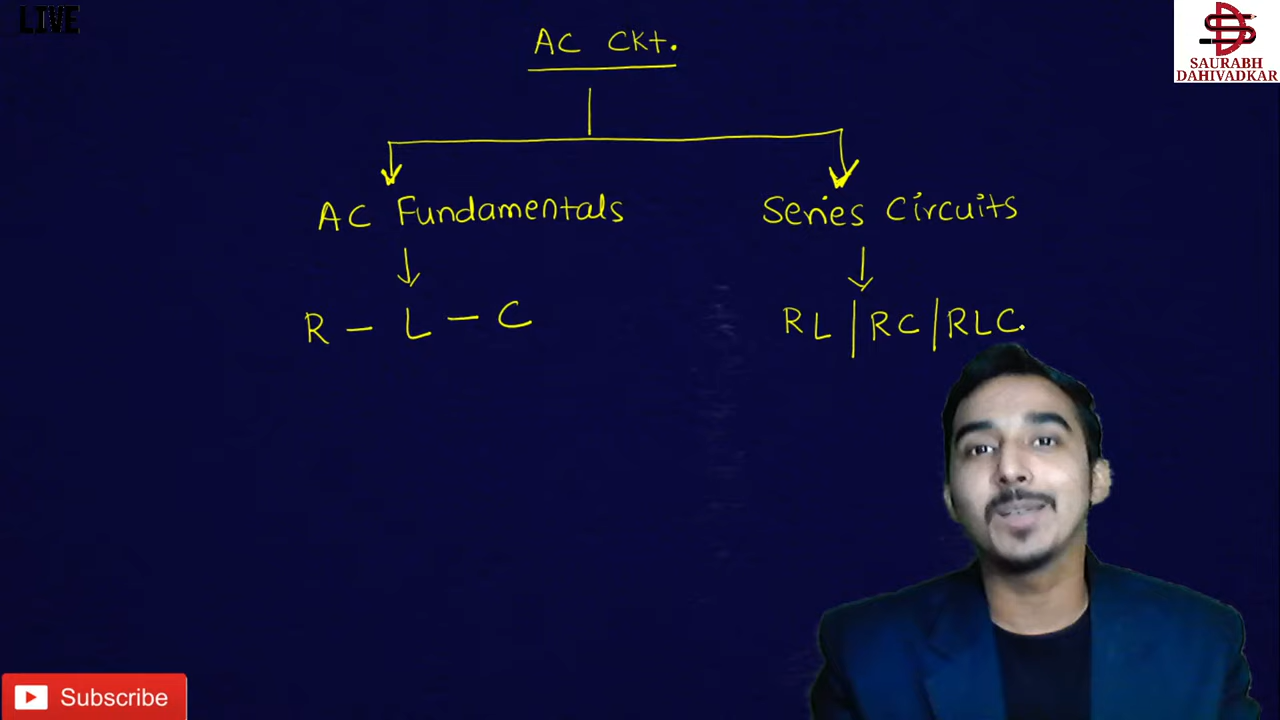 LIVE
SAURABH
DAHIVADKAR
AC CKt.
AC Fundamentals
Series Circuits
R - L - C
RL | RC | RLC.
Subscribe